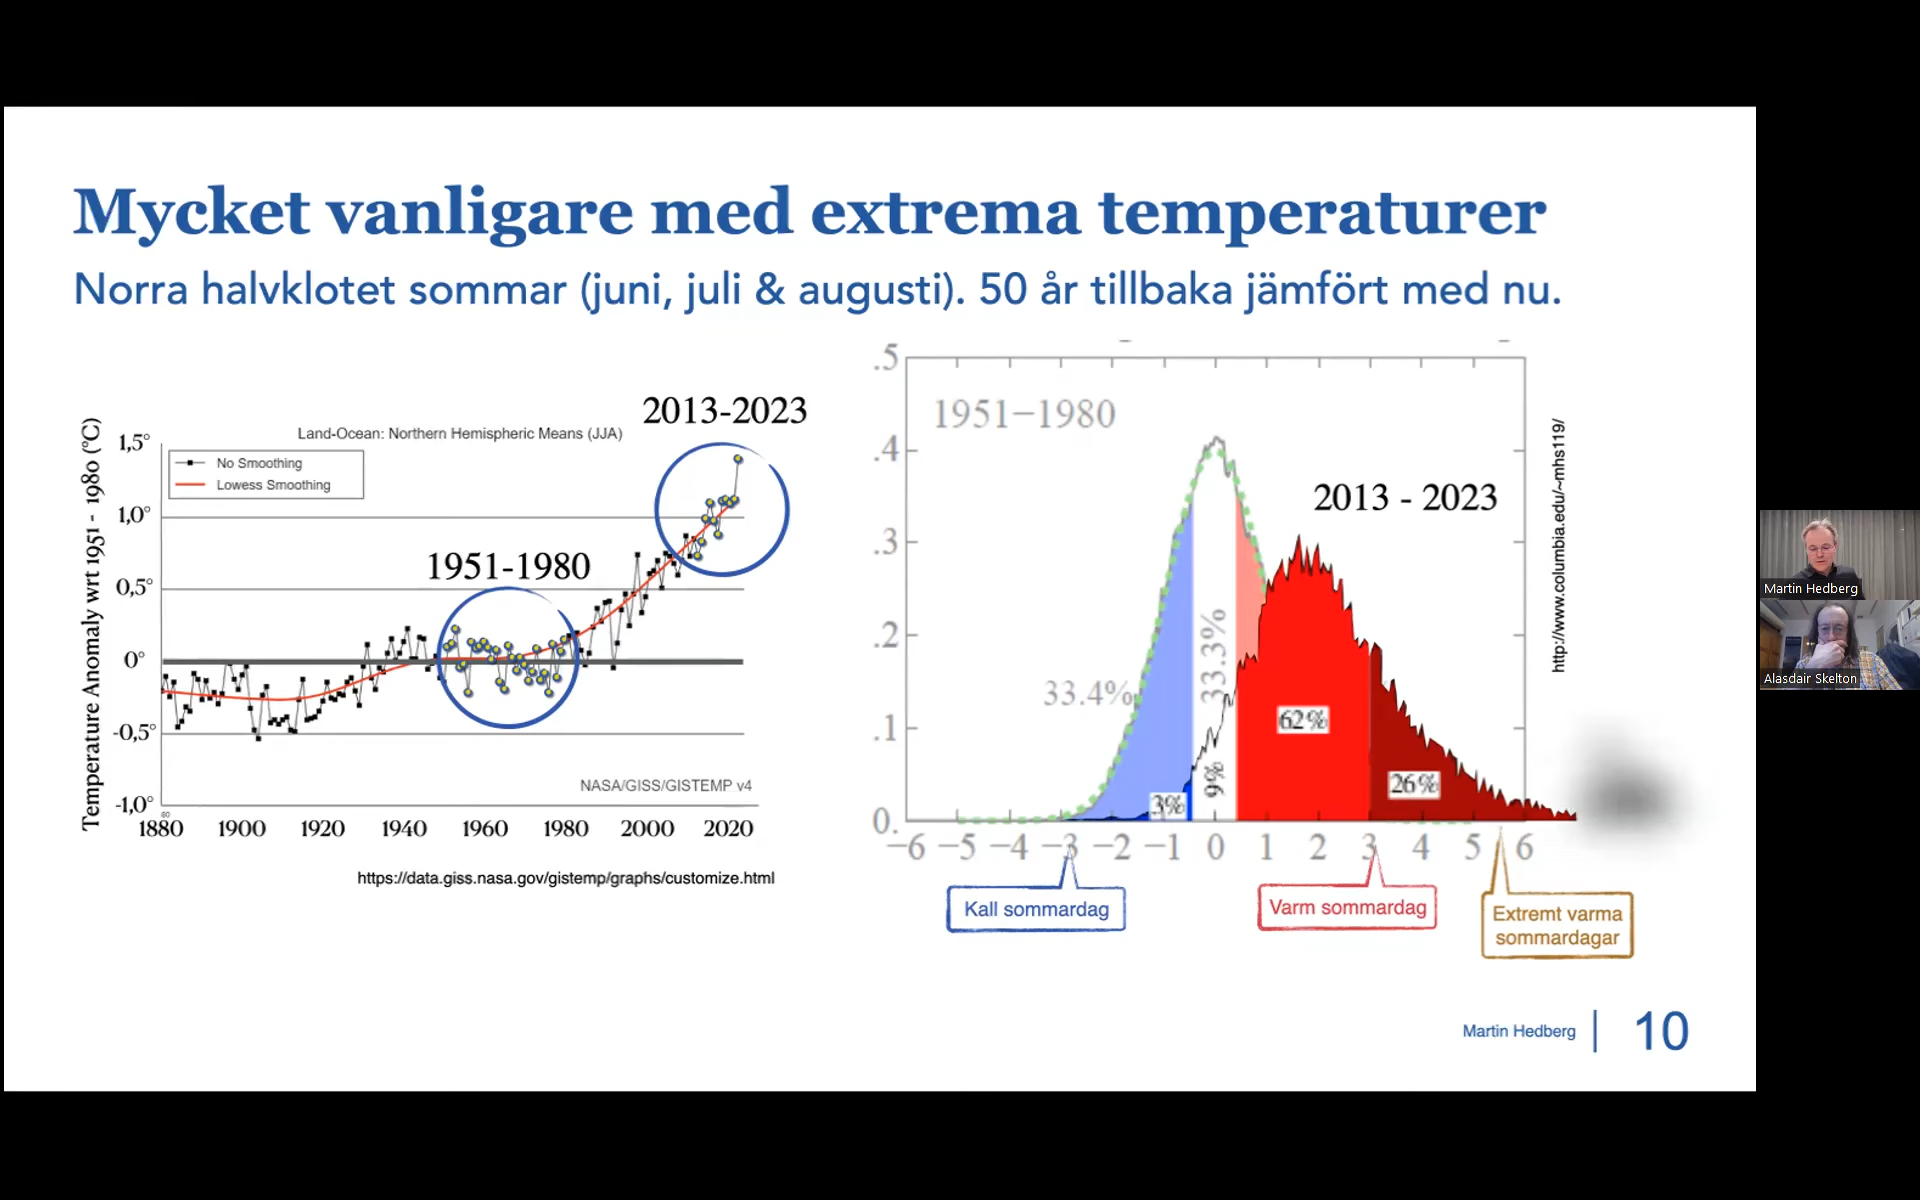 Mycket vanligare med extrema temperaturer
Norra halvklotet sommar (juni, juli & augusti). 50 år tillbaka jämfört med nu.
2013-2023
Land-Ocean: Northern Hemispheric Means (JJA)
No Smoothing
Lowess Smoothing
1951-1980
Temperature Anomaly wrt 1951 - 1980 (°C)
1,5°
1,0°
0,5°
0°
-0,5°
-1,0°
NASA/GISS/GISTEMP v4
1880 1900 1920 1940 1960 1980 2000 2020
https://data.giss.nasa.gov/gistemp/graphs/customize.html
.5
.4
.3
.2
.1
0.
1951−1980
2013 - 2023
33.4%
33.3%
62%
3%
9%
26%
−6 −5 −4 −3 −2 −1 0 1 2 3 4 5 6
http://www.columbia.edu/~mhs119/
Kall sommardag
Varm sommardag
Extremt varma
sommardagar
Martin Hedberg
10
Martin Hedberg
Alasdair Skelton